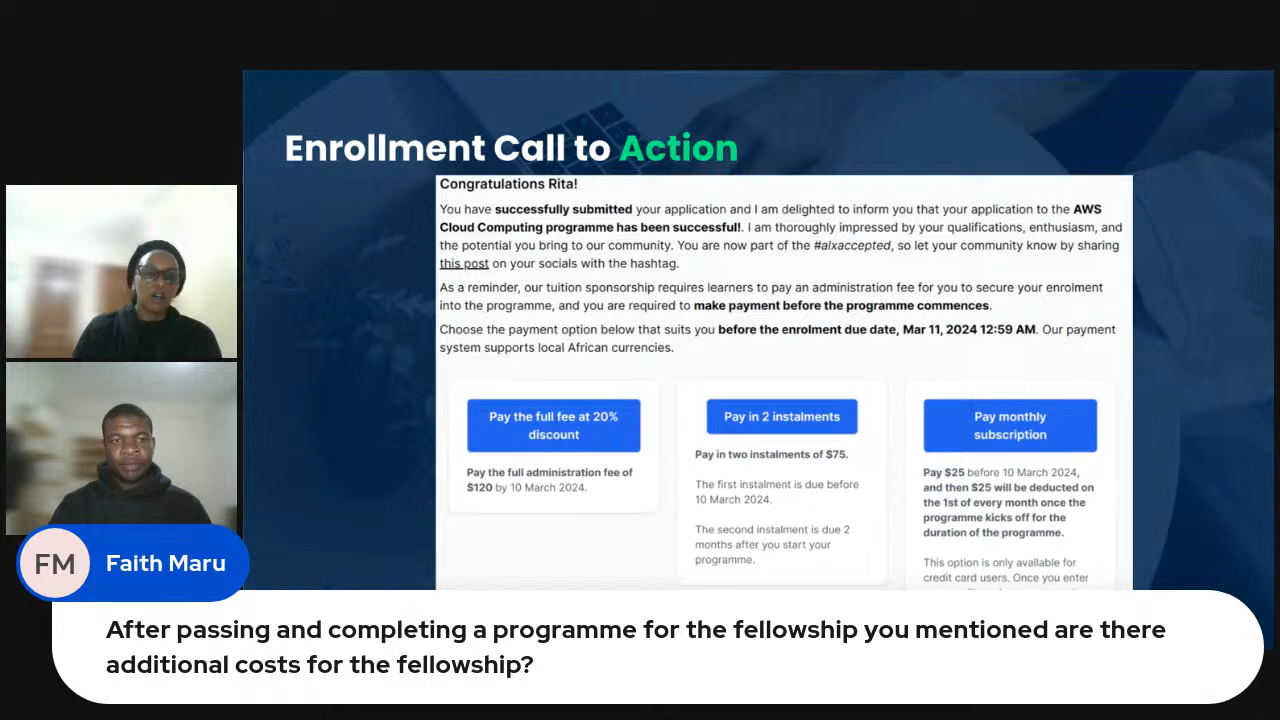 Enrollment Call to Action
Congratulations Rita!
You have successfully submitted your application and I am delighted to inform you that your application to the AWS
Cloud Computing programme has been successful!. I am thoroughly impressed by your qualifications, enthusiasm, and
the potential you bring to our community. You are now part of the #alxaccepted, so let your community know by sharing
this post on your socials with the hashtag.
As a reminder, our tuition sponsorship requires learners to pay an administration fee for you to secure your enrolment
into the programme, and you are required to make payment before the programme commences.
Choose the payment option below that suits you before the enrolment due date, Mar 11, 2024 12:59 AM. Our payment
system supports local African currencies.
Pay the full fee at 20%
discount
Pay the full administration fee of
$120 by 10 March 2024.
Pay in 2 instalments
Pay in two instalments of $75.
The first instalment is due before
10 March 2024.
The second instalment is due 2
months after you start your
programme.
Pay monthly
subscription
Pay $25 before 10 March 2024,
and then $25 will be deducted on
the 1st of every month once the
programme kicks off for the
duration of the programme.
This option is only available for
credit card users. Once you enter
FM
Faith Maru
After passing and completing a programme for the fellowship you mentioned are there
additional costs for the fellowship?